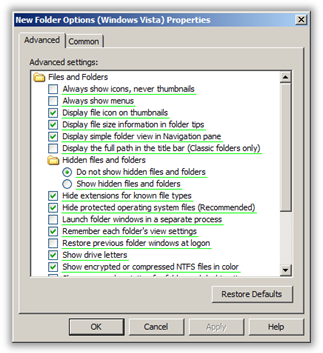 New Folder Options (Windows Vista) Properties
Advanced
Common
Advanced settings:
Files and Folders
Always show icons, never thumbnails
Always show menus
Display file icon on thumbnails
Display file size information in folder tips
Display simple folder view in Navigation pane
Display the full path in the title bar (Classic folders only)
Hidden files and folders
Do not show hidden files and folders
Show hidden files and folders
Hide extensions for known file types
Hide protected operating system files (Recommended)
Launch folder windows in a separate process
Remember each folder's view settings
Restore previous folder windows at logon
Show drive letters
Show encrypted or compressed NTFS files in color
Restore Defaults
OK
Cancel
Apply
Help